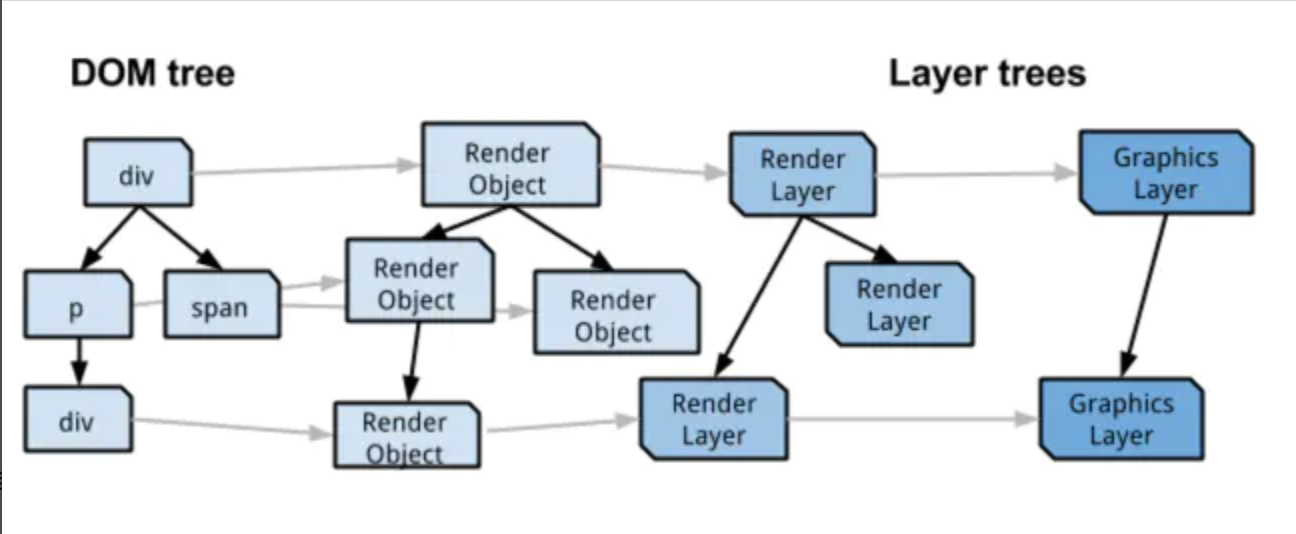 DOM tree
Layer trees
div
Render
Object
Render
Layer
Graphics
Layer
p
span
Render
Object
Render
Object
Render
Layer
div
Render
Object
Render
Layer
Graphics
Layer